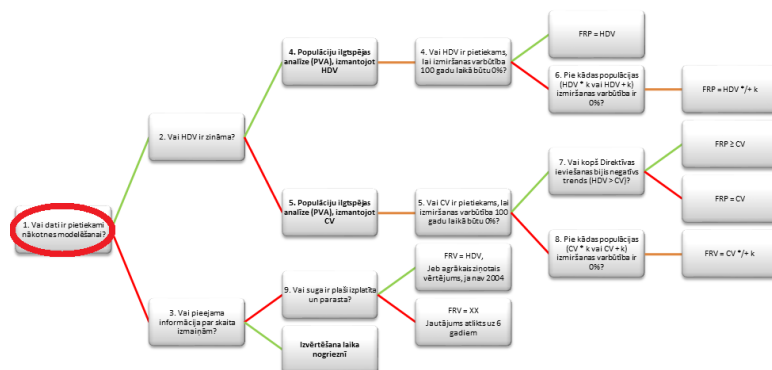 FRP = HDV
4. Populāciju ilgtspējas
analīze (PVA), izmantojot
HDV
4. Vai HDV ir pietiekams,
lai izmiršanas varbūtība
100 gadu laikā būtu 0%?
6. Pie kādas populācijas
(HDV * k vai HDV + k)
izmiršanas varbūtība ir
0%?
FRP = HDV */+ k
2. Vai HDV ir zināma?
7. Vai kopš Direktīvas
ieviešanas bijis negatīvs
trends (HDV > CV)?
FRP ≥ CV
FRP = CV
1. Vai dati ir pietiekami
nākotnes modelēšanai?
5. Populāciju ilgtspējas
analīze (PVA), izmantojot
CV
5. Vai CV ir pietiekams, lai
izmiršanas varbūtība 100
gadu laikā būtu 0%?
8. Pie kādas populācijas
(CV * k vai CV + k)
izmiršanas varbūtība ir
0%?
FRV = CV */+ k
3. Vai pieejama
informācija par skaita
izmaiņām?
9. Vai suga ir plaši izplatīta
un parasta?
FRV = HDV,
Jeb agrākais ziņotais
vērtējums, ja nav 2004
FRV = XX
Jautājums atlikts uz 6
gadiem
Izvērtēšana laika
nogrieznī